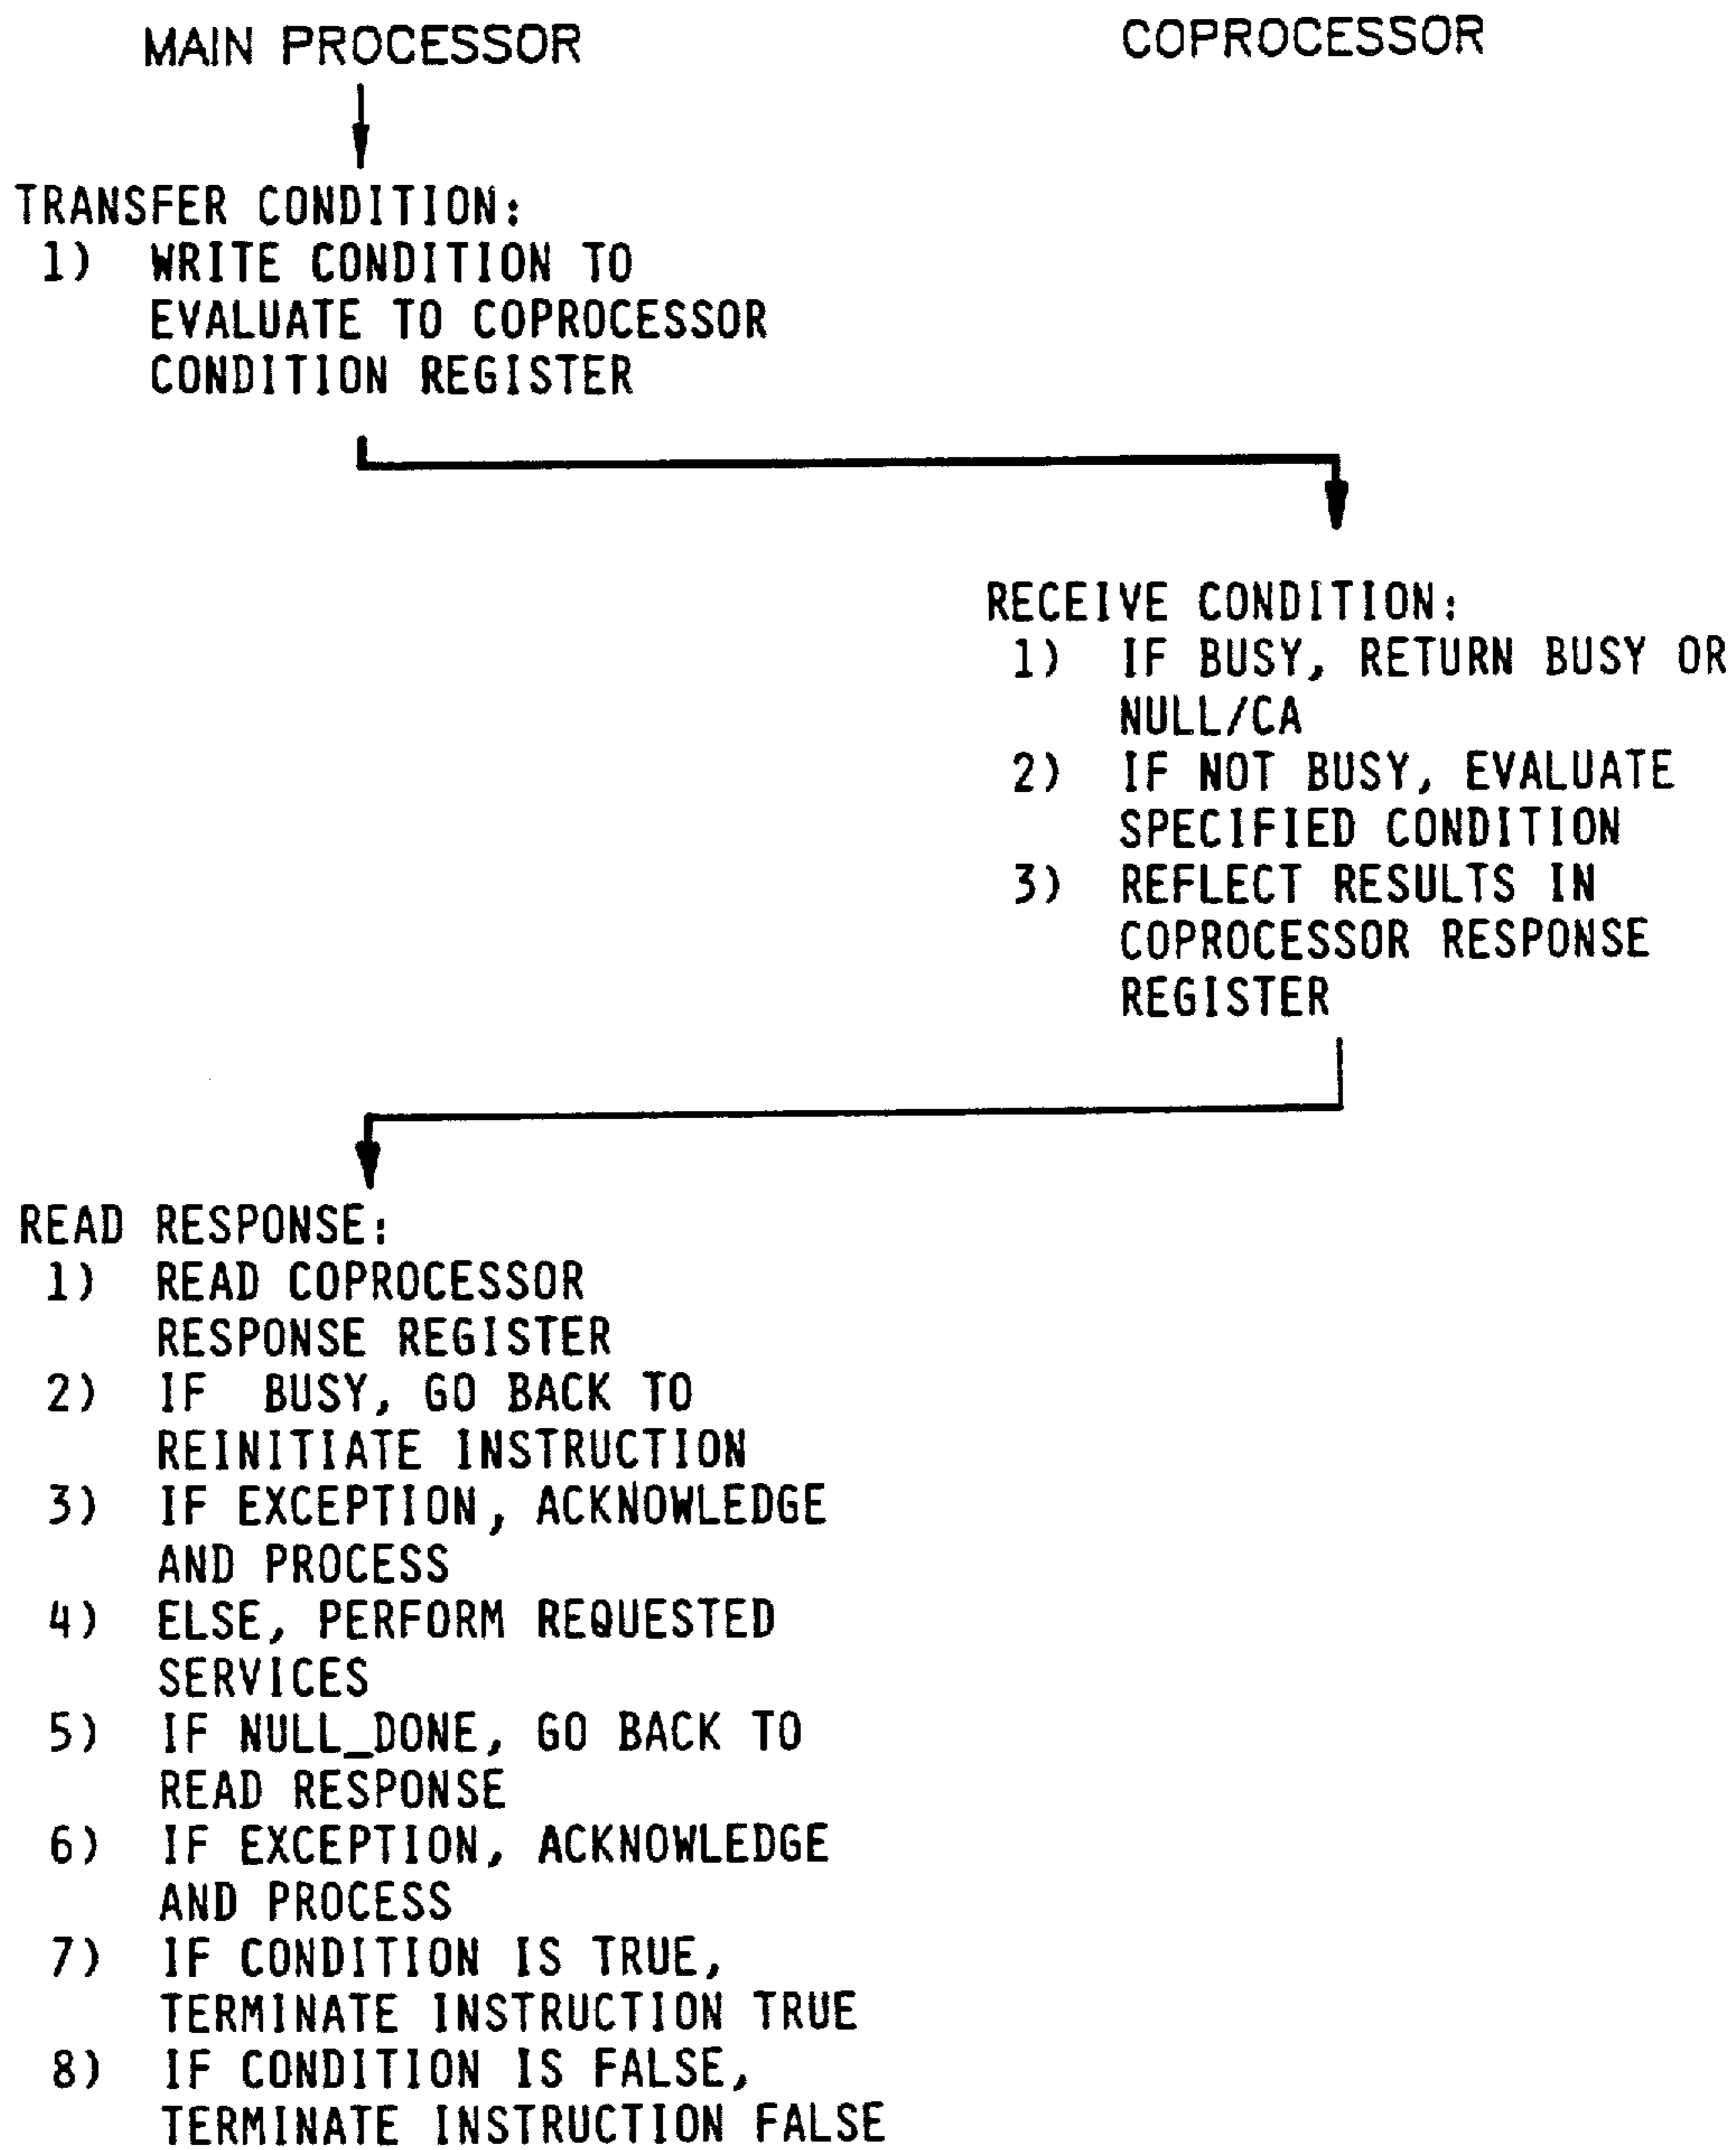 MAIN PROCESSOR
COPROCESSOR
TRANSFER CONDITION:
1) WRITE CONDITION TO
EVALUATE TO COPROCESSOR
CONDITION REGISTER
RECEIVE CONDITION:
1) IF BUSY, RETURN BUSY OR
NULL/CA
2) IF NOT BUSY, EVALUATE
SPECIFIED CONDITION
3) REFLECT RESULTS IN
COPROCESSOR RESPONSE
REGISTER
READ RESPONSE:
1) READ COPROCESSOR
RESPONSE REGISTER
2) IF BUSY, GO BACK TO
REINITIATE INSTRUCTION
3) IF EXCEPTION, ACKNOWLEDGE
AND PROCESS
4) ELSE, PERFORM REQUESTED
SERVICES
5) IF NULL_DONE, GO BACK TO
READ RESPONSE
6) IF EXCEPTION, ACKNOWLEDGE
AND PROCESS
7) IF CONDITION IS TRUE,
TERMINATE INSTRUCTION TRUE
8) IF CONDITION IS FALSE,
TERMINATE INSTRUCTION FALSE